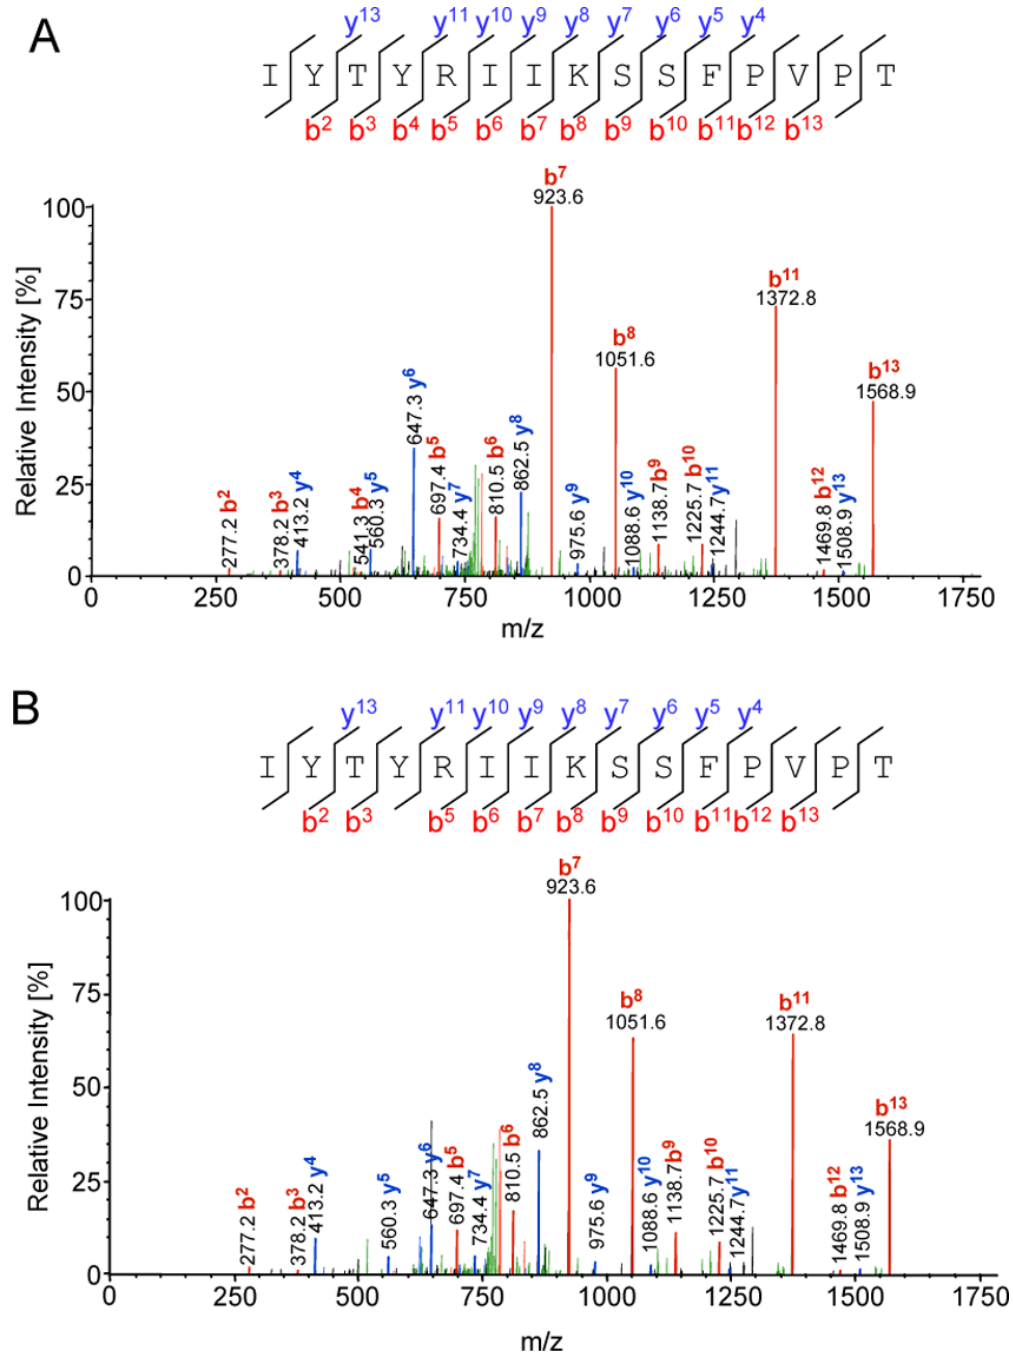 A
y13 y11 y10 y9 y8 y7 y6 y5 y4
I Y T Y R I I K S S F P V P T
b2 b3 b4 b5 b6 b7 b8 b9 b10 b11 b12 b13
Relative Intensity [%]
100
75
50
25
0
277.2 b2
378.2 b3
413.2 y4
541.3 b4
560.3 y5
647.3 y6
697.4 b5
734.4 y7
810.5 b6
862.5 y8
b7
923.6
975.6 y9
b8
1051.6
1088.6 y10
1138.7 b9
1225.7 b10
1244.7 y11
b11
1372.8
1469.8 b12
1508.9 y13
b13
1568.9
0 250 500 750 1000 1250 1500 1750
m/z
B
y13 y11 y10 y9 y8 y7 y6 y5 y4
I Y T Y R I I K S S F P V P T
b2 b3 b5 b6 b7 b8 b9 b10 b11 b12 b13
Relative Intensity [%]
100
75
50
25
0
277.2 b2
378.2 b3
413.2 y4
560.3 y5
647.3 y6
697.4 b5
734.4 y7
810.5 b6
862.5 y8
b7
923.6
975.6 y9
b8
1051.6
1088.6 y10
1138.7 b9
1225.7 b10
1244.7 y11
b11
1372.8
1469.8 b12
1508.9 y13
b13
1568.9
0 250 500 750 1000 1250 1500 1750
m/z